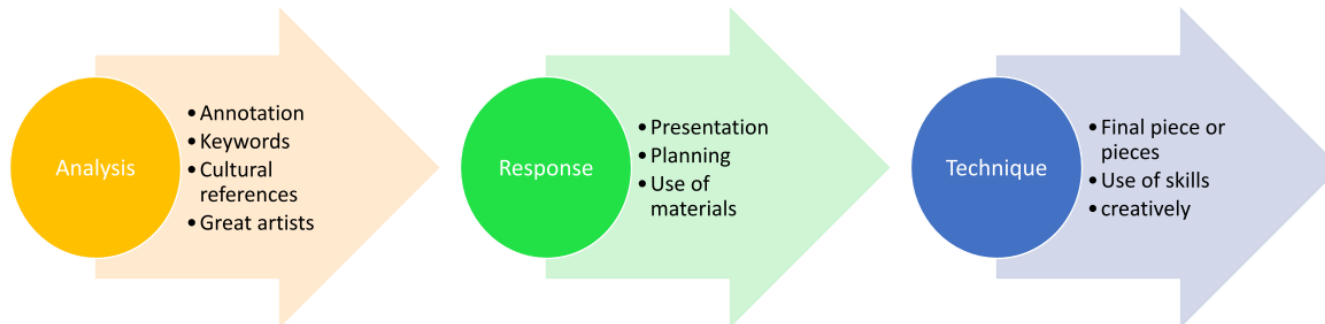 Analysis
• Annotation
• Keywords
• Cultural
references
• Great artists
Response
• Presentation
• Planning
• Use of
materials
Technique
• Final piece or
pieces
• Use of skills
• creatively